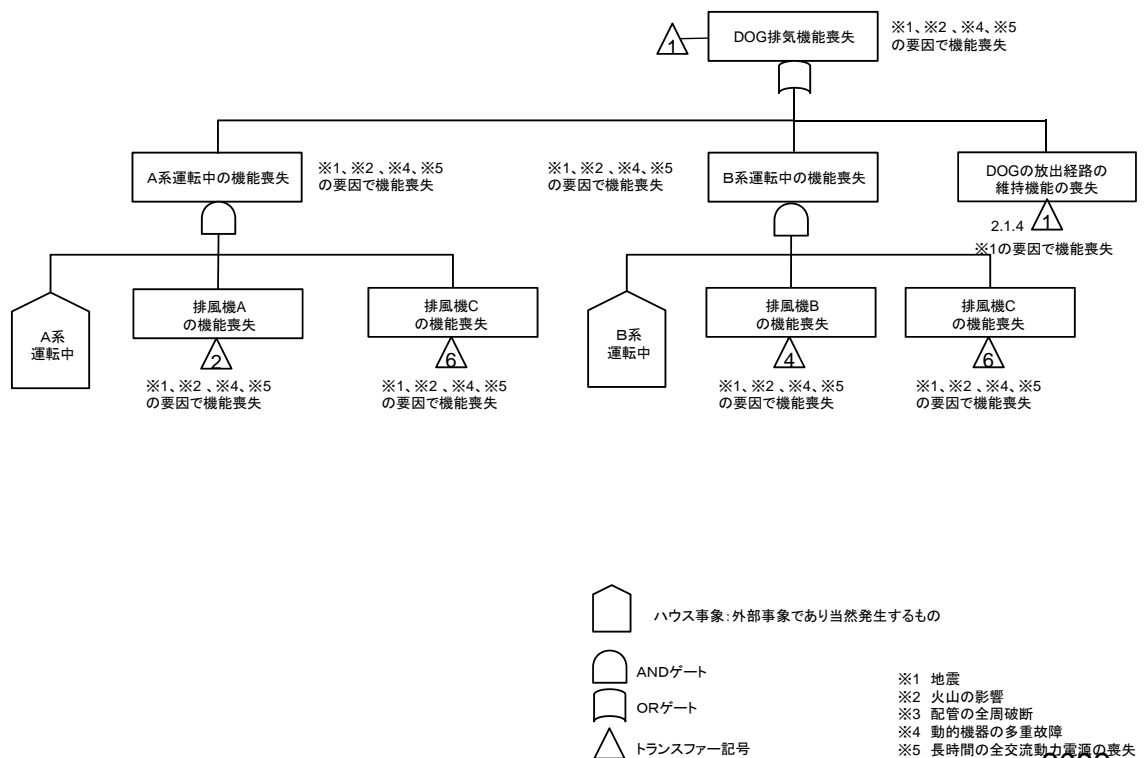 DOG排気機能喪失
1
※1、※2 、※4、※5
の要因で機能喪失
A系運転中の機能喪失
※1、※2 、※4、※5
の要因で機能喪失
※1、※2 、※4、※5
の要因で機能喪失
B系運転中の機能喪失
DOGの放出経路の
維持機能の喪失
2.1.4
1
※1の要因で機能喪失
A系
運転中
排風機A
の機能喪失
2
※1、※2 、※4、※5
の要因で機能喪失
排風機C
の機能喪失
6
※1、※2 、※4、※5
の要因で機能喪失
B系
運転中
排風機B
の機能喪失
4
※1、※2 、※4、※5
の要因で機能喪失
排風機C
の機能喪失
6
※1、※2 、※4、※5
の要因で機能喪失
ハウス事象：外部事象であり当然発生するもの
ANDゲート
ORゲート
トランスファー記号
※1 地震
※2 火山の影響
※3 配管の全周破断
※4 動的機器の多重故障
※5 長時間の全交流動力電源の喪失